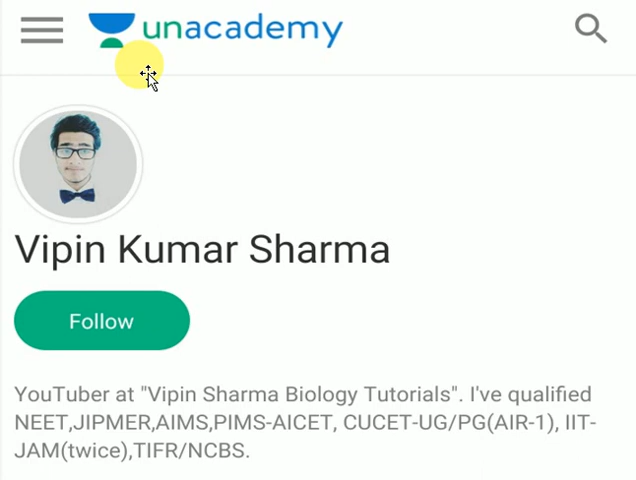 unacademy
Vipin Kumar Sharma
Follow
YouTuber at "Vipin Sharma Biology Tutorials". I've qualified
NEET,JIPMER,AIMS,PIMS-AICET, CUCET-UG/PG(AIR-1), IIT-
JAM(twice),TIFR/NCBS.